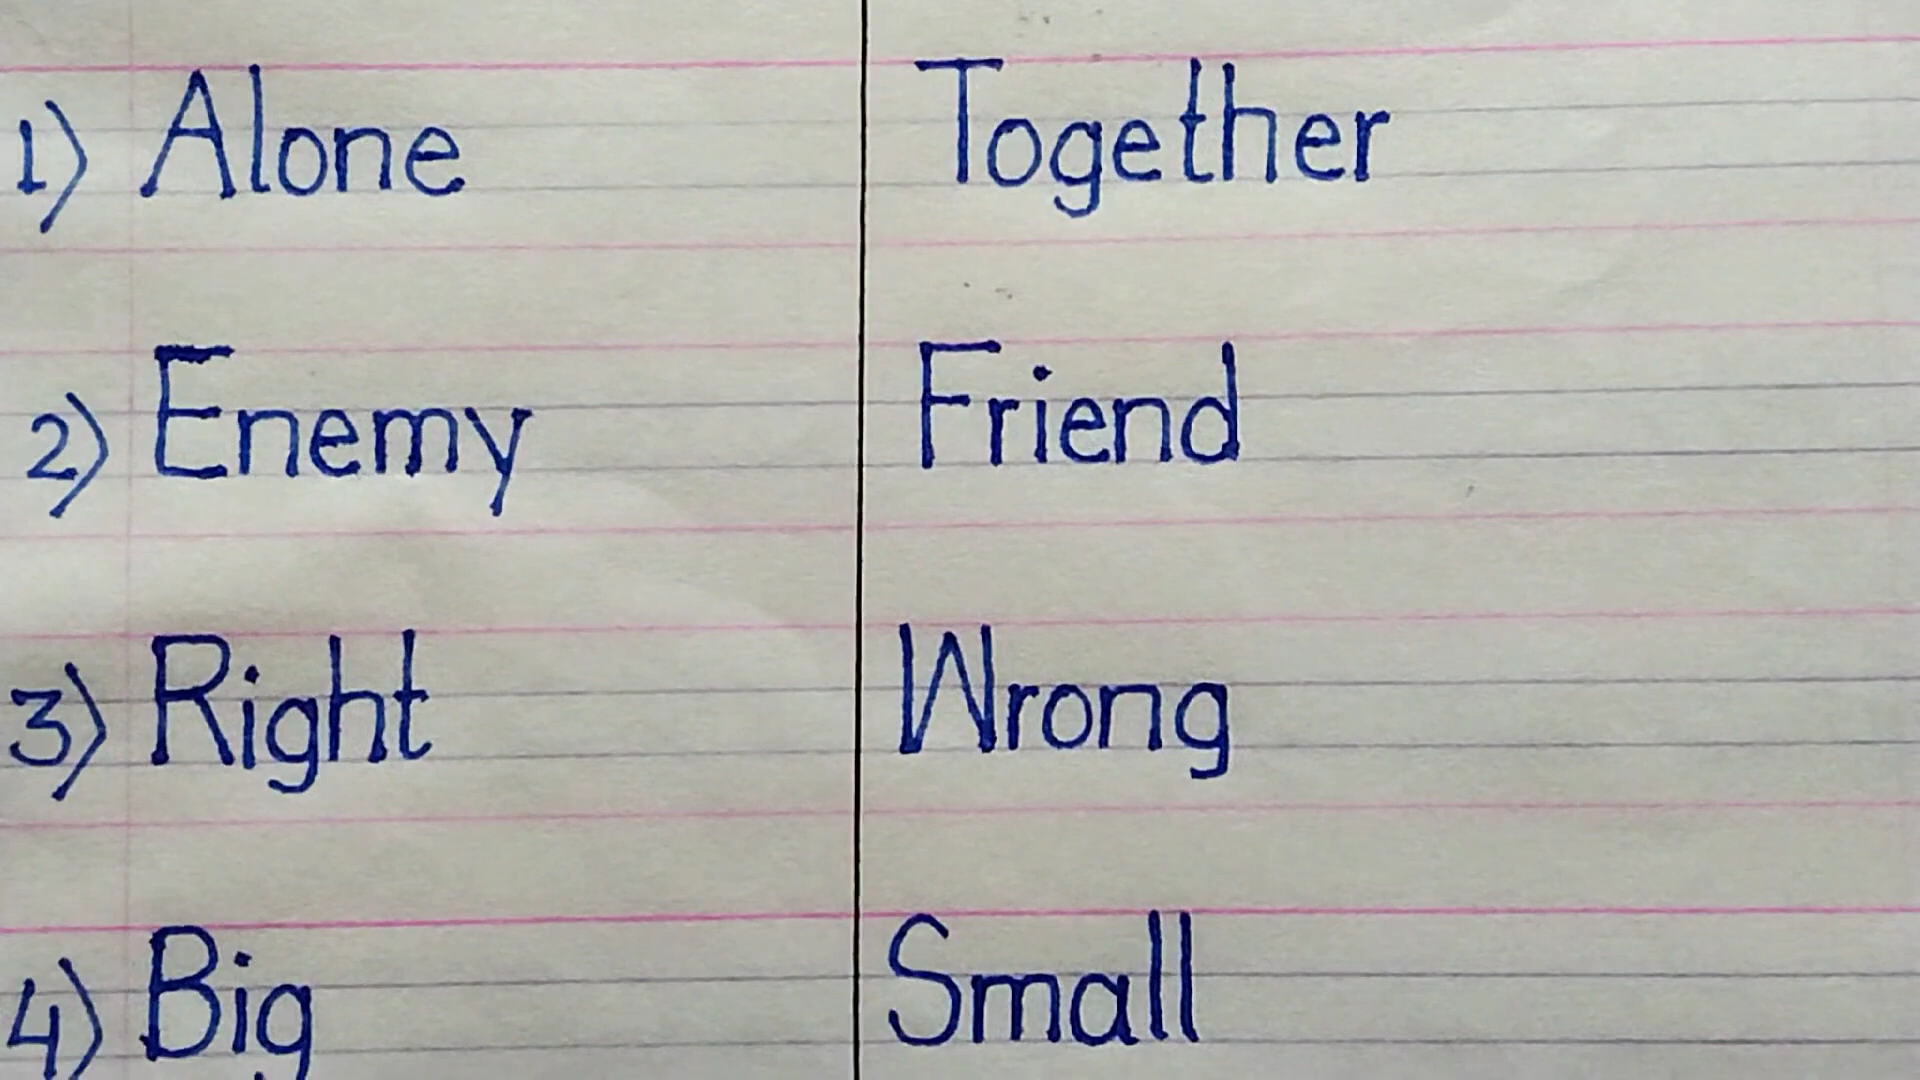 1) Alone Together
2) Enemy Friend
3) Right Wrong
4) Big Small